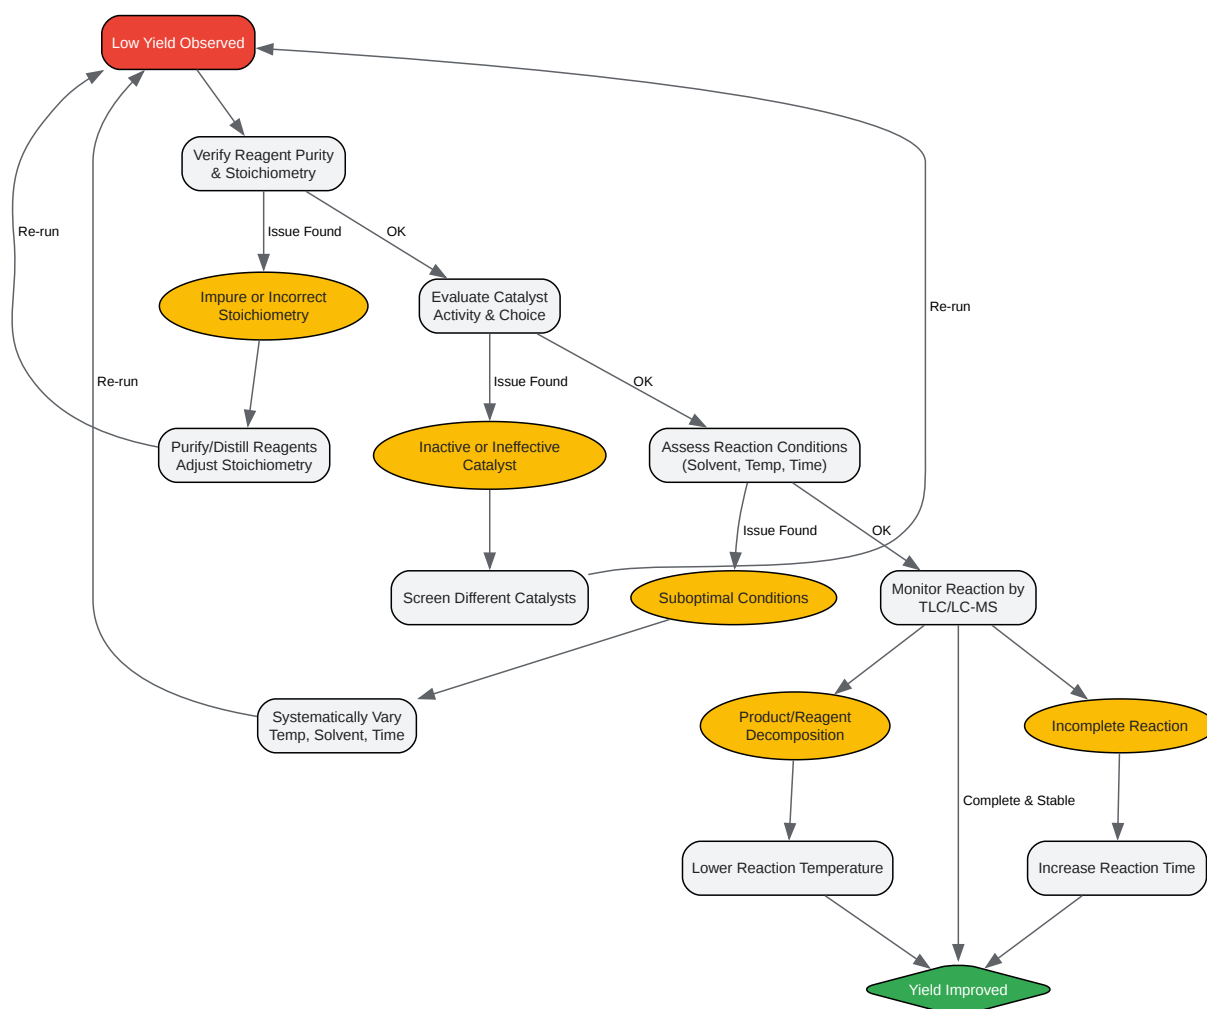 Low Yield Observed
Verify Reagent Purity
& Stoichiometry
Re-run
Issue Found
OK
Impure or Incorrect
Stoichiometry
Evaluate Catalyst
Activity & Choice
Re-run
Re-run
Issue Found
OK
Purify/Distill Reagents
Adjust Stoichiometry
Inactive or Ineffective
Catalyst
Assess Reaction Conditions
(Solvent, Temp, Time)
Issue Found
OK
Screen Different Catalysts
Suboptimal Conditions
Monitor Reaction by
TLC/LC-MS
Systematically Vary
Temp, Solvent, Time
Product/Reagent
Decomposition
Incomplete Reaction
Complete & Stable
Lower Reaction Temperature
Increase Reaction Time
Yield Improved